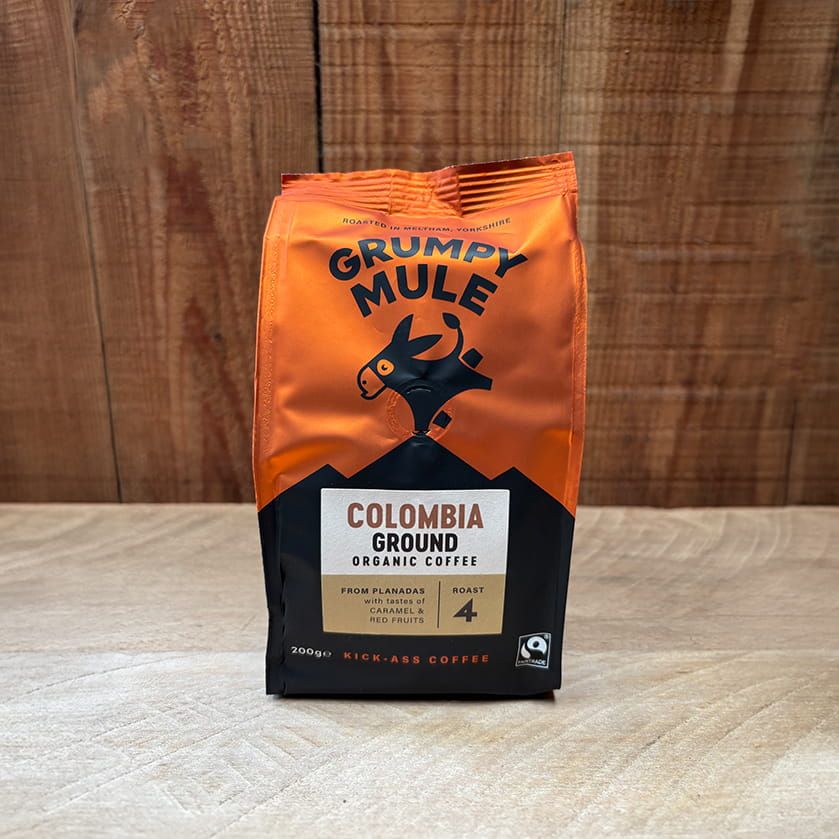 ROASTED IN MELTHAM, YORKSHIRE
GRUMPY
MULE
COLOMBIA
GROUND
ORGANIC COFFEE
FROM PLANADAS
with tastes of
CARAMEL &
RED FRUITS
ROAST
4
200g℮
KICK-ASS COFFEE
FAIRTRADE